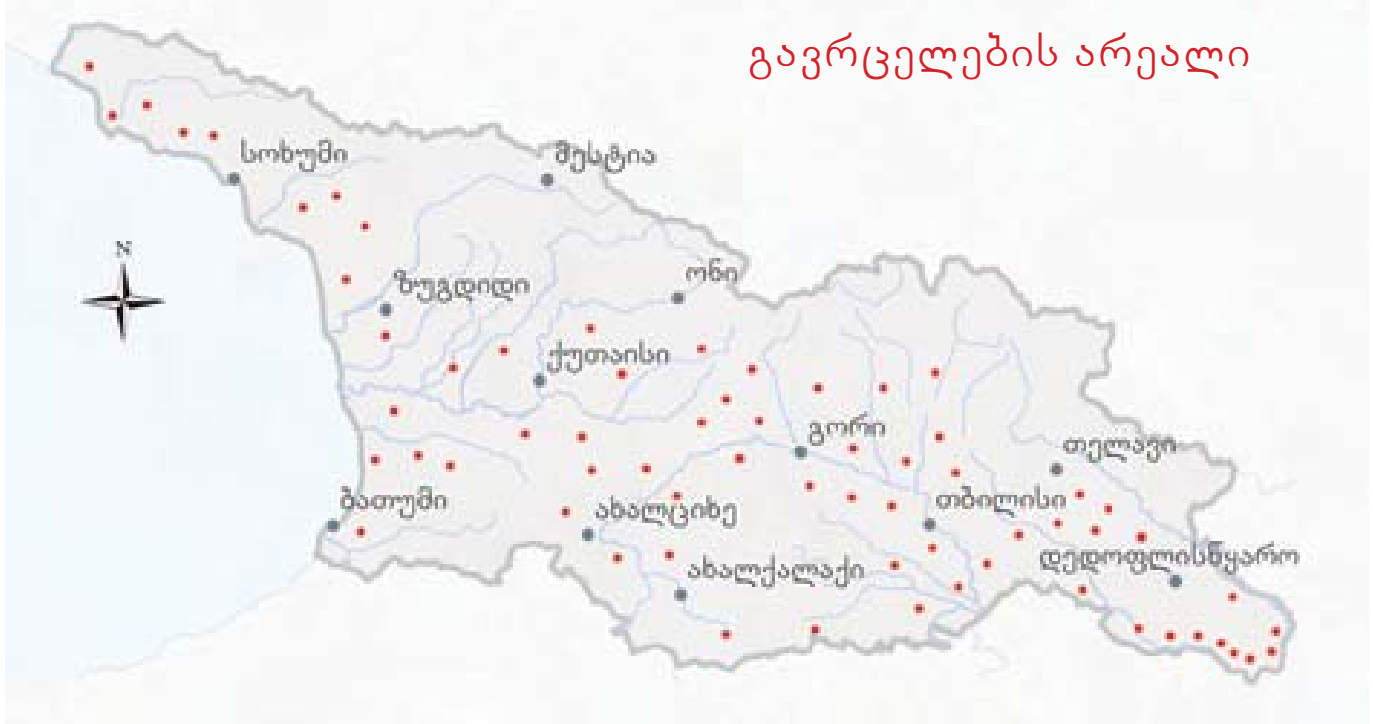 გავრცელების არეალი
სოხუმი
მესტია
N
ონი
ზუგდიდი
ქუთაისი
გორი
თელავი
ბათუმი
ახალციხე
თბილისი
დედოფლისწყარო
ახალქალაქი